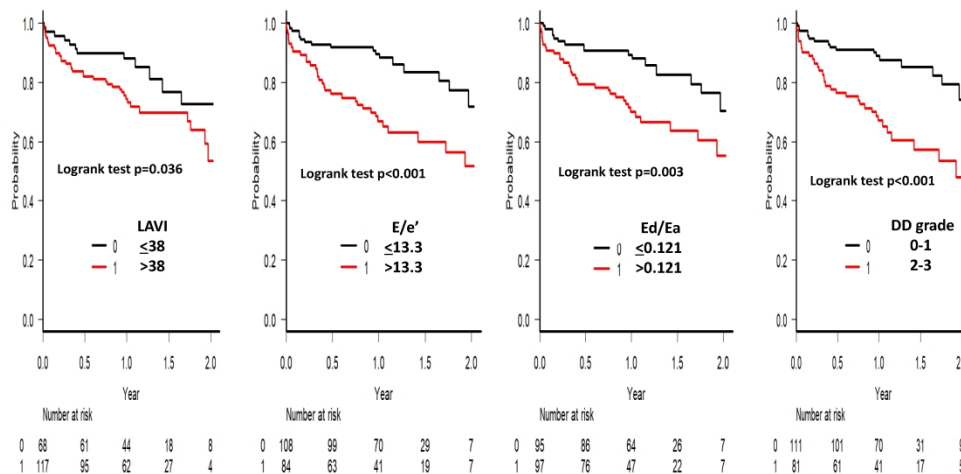 1.0
0.8
0.6
0.4
0.2
0.0
Probability
Logrank test p=0.036
LAVI
0 ≤38
1 >38
0.0 0.5 1.0 1.5 2.0
Year
Number at risk
0 68 61 44 18 8
1 117 95 62 27 4
1.0
0.8
0.6
0.4
0.2
0.0
Probability
Logrank test p<0.001
E/e’
0 ≤13.3
1 >13.3
0.0 0.5 1.0 1.5 2.0
Year
Number at risk
0 108 99 70 29 7
1 84 63 41 19 7
1.0
0.8
0.6
0.4
0.2
0.0
Probability
Logrank test p=0.003
Ed/Ea
0 ≤0.121
1 >0.121
0.0 0.5 1.0 1.5 2.0
Year
Number at risk
0 95 86 64 26 7
1 97 76 47 22 7
1.0
0.8
0.6
0.4
0.2
0.0
Probability
Logrank test p<0.001
DD grade
0 0-1
1 2-3
0.0 0.5 1.0 1.5
Year
Number at risk
0 111 101 70 31
1 81 61 41 17